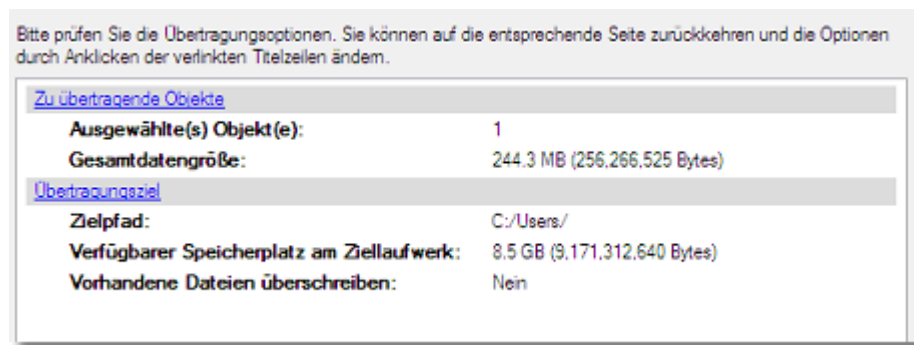 Bitte prüfen Sie die Übertragungsoptionen. Sie können auf die entsprechende Seite zurückkehren und die Optionen
durch Anklicken der verlinkten Titelzeilen ändern.
Zu übertragende Objekte
Ausgewählte(s) Objekt(e): 1
Gesamtdatengröße: 244.3 MB (256,266,525 Bytes)
Übertragungsziel
Zielpfad: C:/Users/
Verfügbarer Speicherplatz am Ziellaufwerk: 8.5 GB (9,171,312,640 Bytes)
Vorhandene Dateien überschreiben: Nein